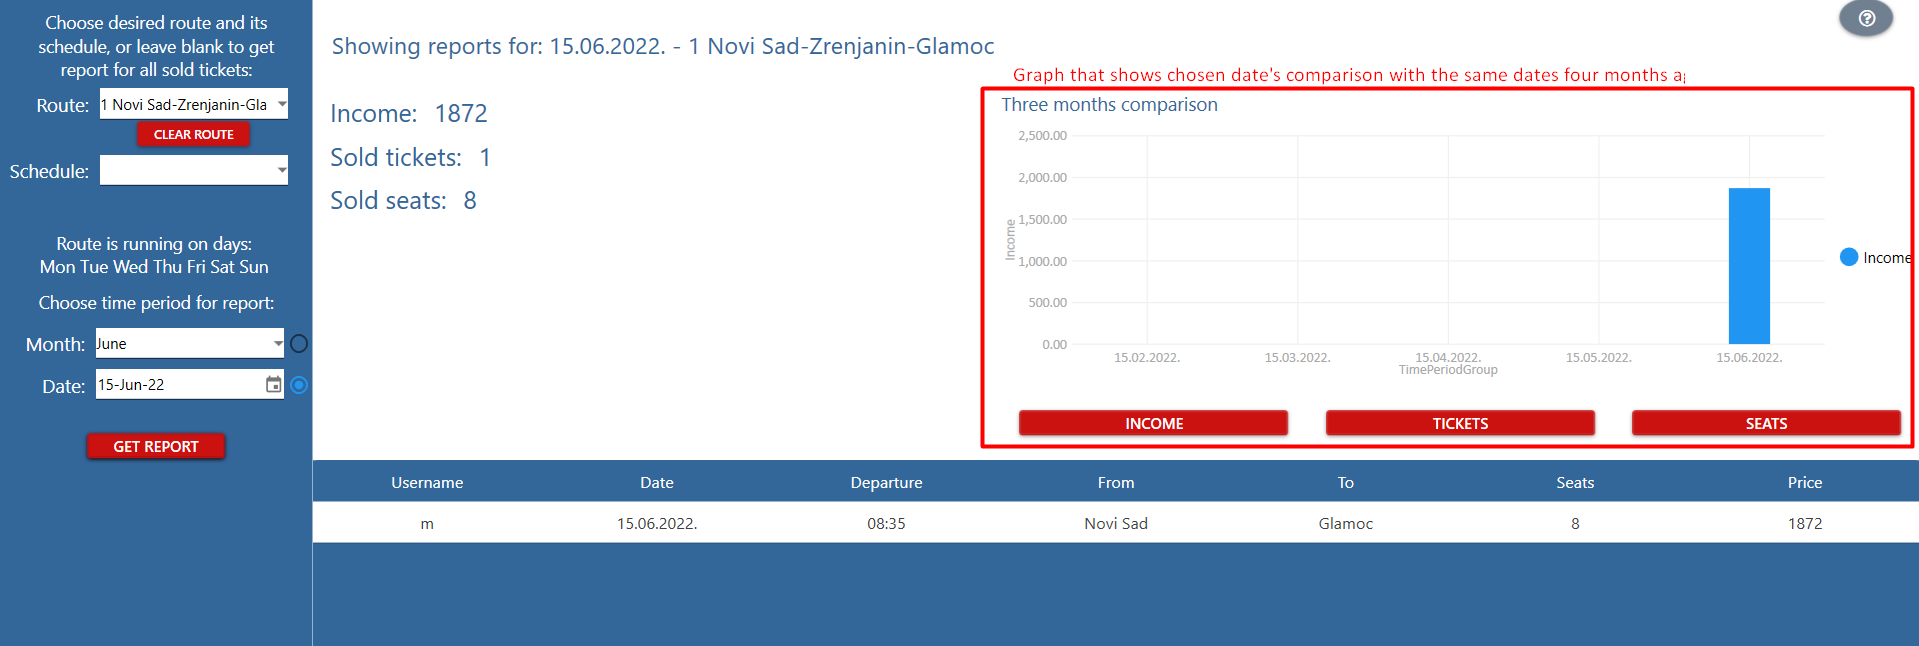 Choose desired route and its
schedule, or leave blank to get
report for all sold tickets:
Route: 1 Novi Sad-Zrenjanin-Gla
CLEAR ROUTE
Schedule:
Route is running on days:
Mon Tue Wed Thu Fri Sat Sun
Choose time period for report:
Month: June
Date: 15-Jun-22
GET REPORT
Showing reports for: 15.06.2022. - 1 Novi Sad-Zrenjanin-Glamoc
Income: 1872
Sold tickets: 1
Sold seats: 8
Graph that shows chosen date's comparison with the same dates four months
Three months comparison
2,500.00
2,000.00
1,500.00
1,000.00
500.00
0.00
Income
15.02.2022. 15.03.2022. 15.04.2022. 15.05.2022. 15.06.2022.
TimePeriodGroup
Income
INCOME TICKETS SEATS
Username Date Departure From To Seats Price
m 15.06.2022. 08:35 Novi Sad Glamoc 8 1872